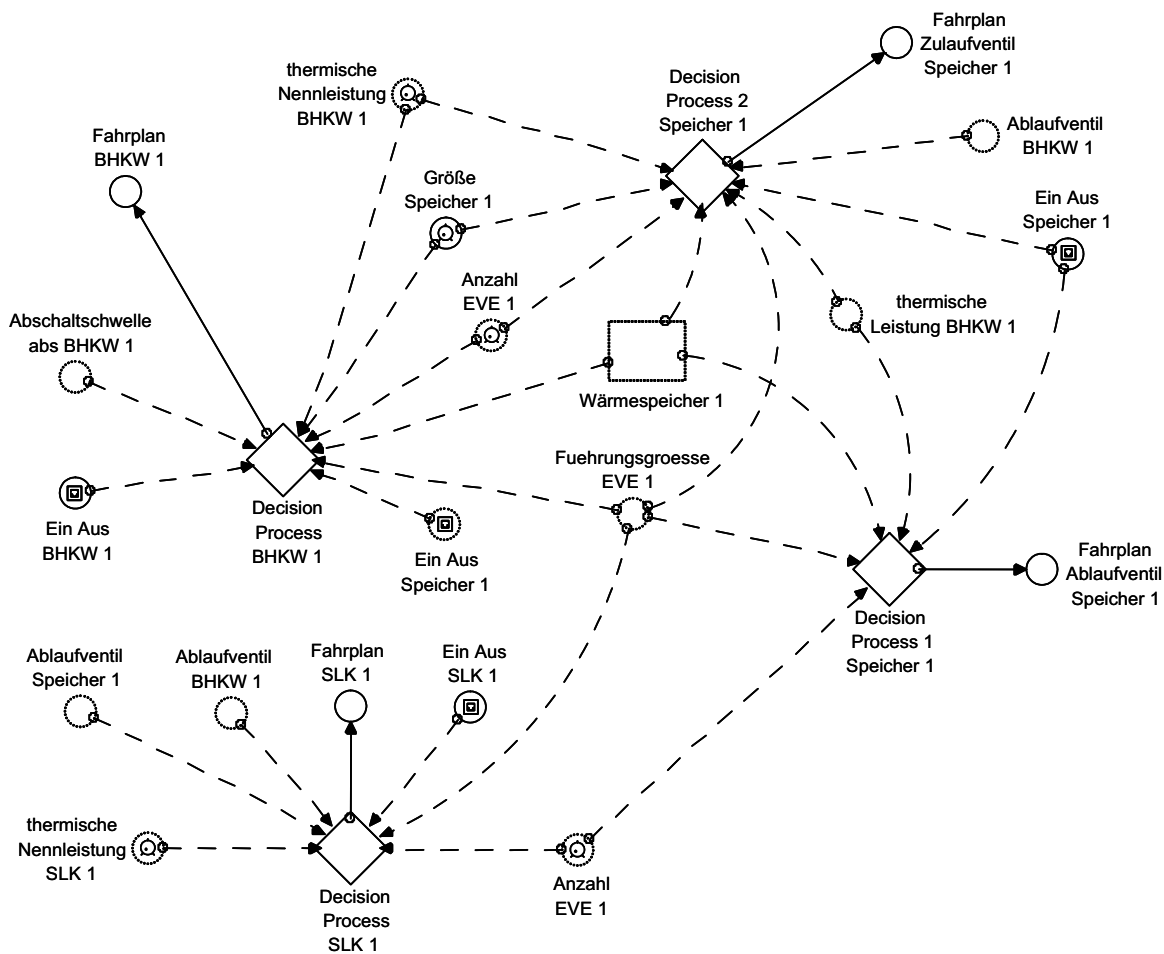 Fahrplan
Zulaufventil
Speicher 1
thermische
Nennleistung
BHKW 1
Decision
Process 2
Speicher 1
Ablaufventil
BHKW 1
Fahrplan
BHKW 1
Größe
Speicher 1
Ein Aus
Speicher 1
Anzahl
EVE 1
thermische
Leistung BHKW 1
Abschaltschwelle
abs BHKW 1
Wärmespeicher 1
Fuehrungsgroesse
EVE 1
Decision
Process
BHKW 1
Ein Aus
BHKW 1
Ein Aus
Speicher 1
Fahrplan
Ablaufventil
Speicher 1
Decision
Process 1
Speicher 1
Ablaufventil
Speicher 1
Ablaufventil
BHKW 1
Fahrplan
SLK 1
Ein Aus
SLK 1
thermische
Nennleistung
SLK 1
Decision
Process
SLK 1
Anzahl
EVE 1